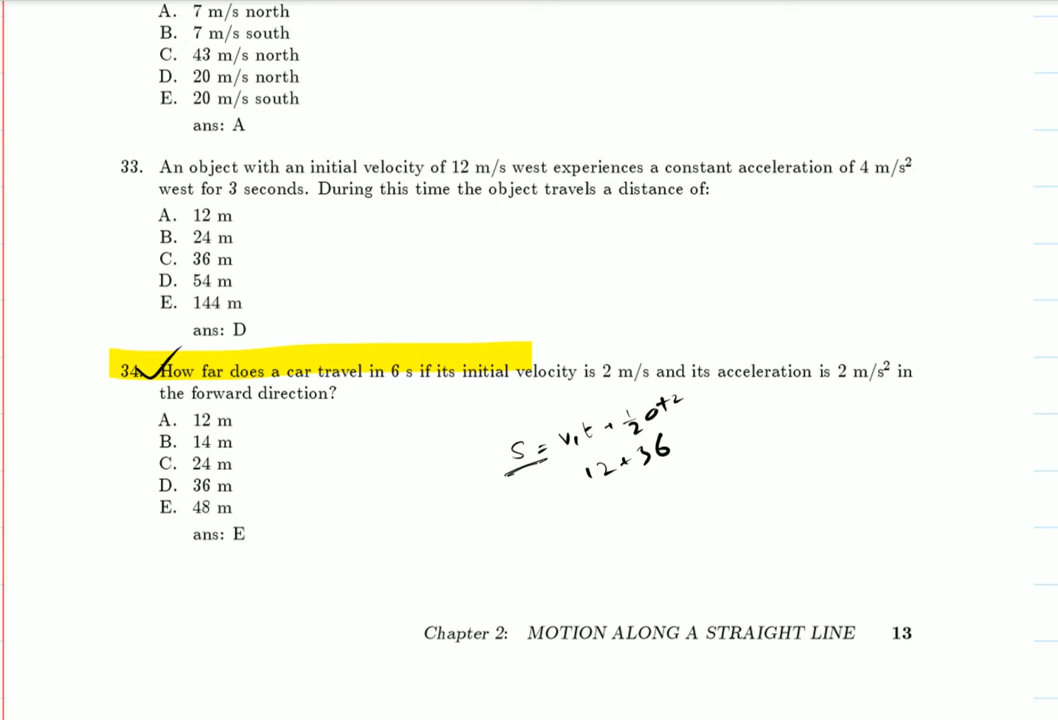 A. 7 m/s north
B. 7 m/s south
C. 43 m/s north
D. 20 m/s north
E. 20 m/s south
ans: A
33. An object with an initial velocity of 12 m/s west experiences a constant acceleration of 4 m/s²
west for 3 seconds. During this time the object travels a distance of:
A. 12 m
B. 24 m
C. 36 m
D. 54 m
E. 144 m
ans: D
34. How far does a car travel in 6 s if its initial velocity is 2 m/s and its acceleration is 2 m/s² in
the forward direction?
A. 12 m
B. 14 m
C. 24 m
D. 36 m
E. 48 m
ans: E
S = v₁t + ½at²
12+36
Chapter 2: MOTION ALONG A STRAIGHT LINE 13